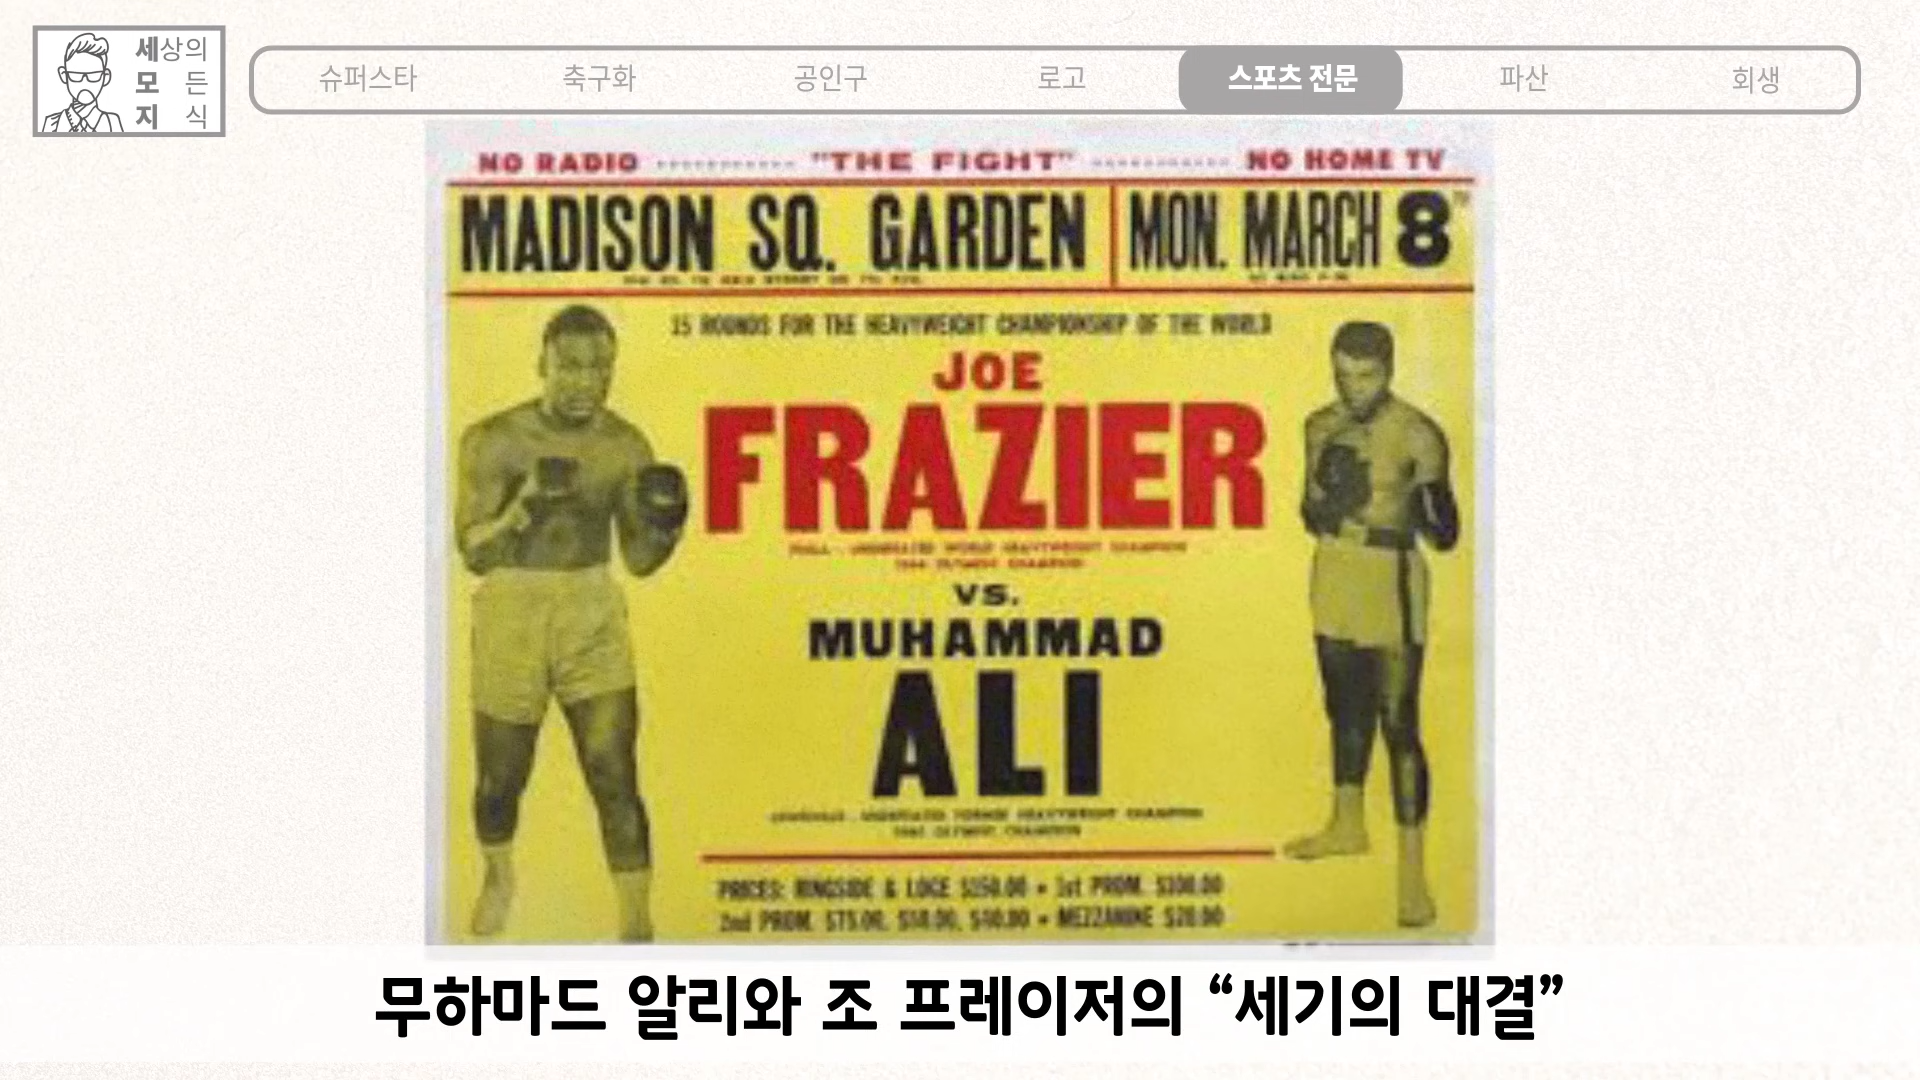 세상의
모든
지식
슈퍼스타
축구화
공인구
로고
스포츠 전문
파산
회생
NO RADIO "THE FIGHT" NO HOME TV
MADISON SQ. GARDEN
MON. MARCH 8
15 ROUNDS FOR THE HEAVYWEIGHT CHAMPIONSHIP OF THE WORLD
JOE
FRAZIER
VS.
MUHAMMAD
ALI
PRICES: RINGSIDE & LOGE $150.00 • 1st PROM. $100.00
2nd PROM. $75.00, $50.00, $40.00 • MEZZANINE $20.00
무하마드 알리와 조 프레이저의 “세기의 대결”